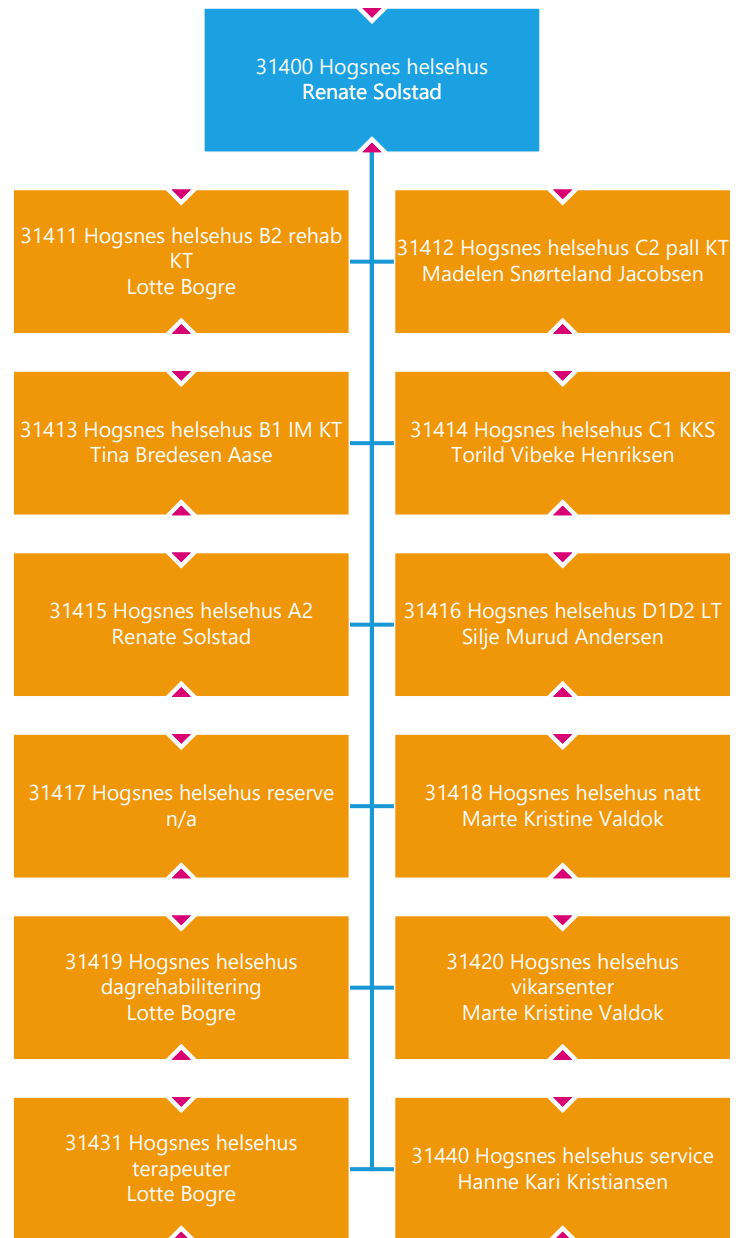 31400 Hogsnes helsehus
Renate Solstad
31411 Hogsnes helsehus B2 rehab
KT
Lotte Bogre
31412 Hogsnes helsehus C2 pall KT
Madelen Snørteland Jacobsen
31413 Hogsnes helsehus B1 IM KT
Tina Bredesen Aase
31414 Hogsnes helsehus C1 KKS
Torild Vibeke Henriksen
31415 Hogsnes helsehus A2
Renate Solstad
31416 Hogsnes helsehus D1D2 LT
Silje Murud Andersen
31417 Hogsnes helsehus reserve
n/a
31418 Hogsnes helsehus natt
Marte Kristine Valdok
31419 Hogsnes helsehus
dagrehabilitering
Lotte Bogre
31420 Hogsnes helsehus
vikarsenter
Marte Kristine Valdok
31431 Hogsnes helsehus
terapeuter
Lotte Bogre
31440 Hogsnes helsehus service
Hanne Kari Kristiansen